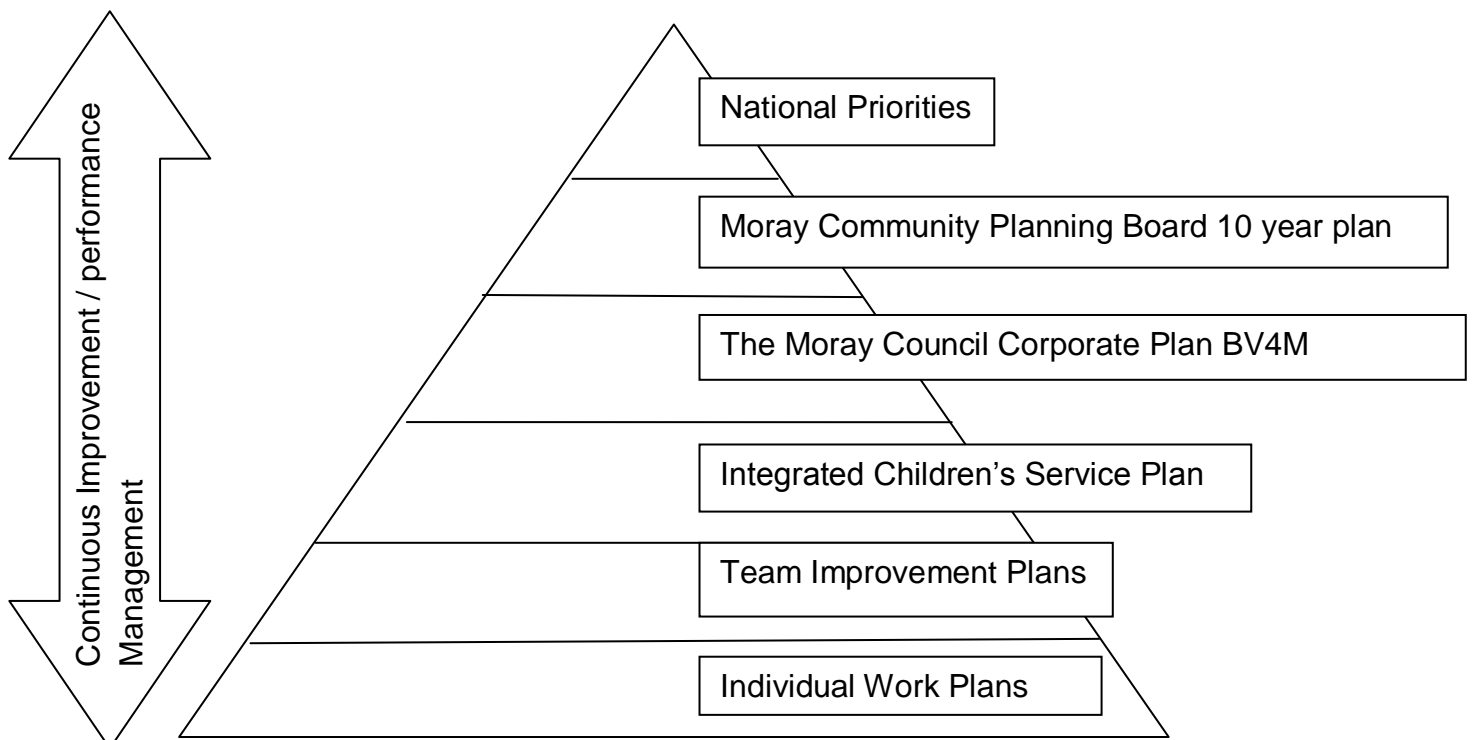 Continuous Improvement / performance
Management
National Priorities
Moray Community Planning Board 10 year plan
The Moray Council Corporate Plan BV4M
Integrated Children’s Service Plan
Team Improvement Plans
Individual Work Plans